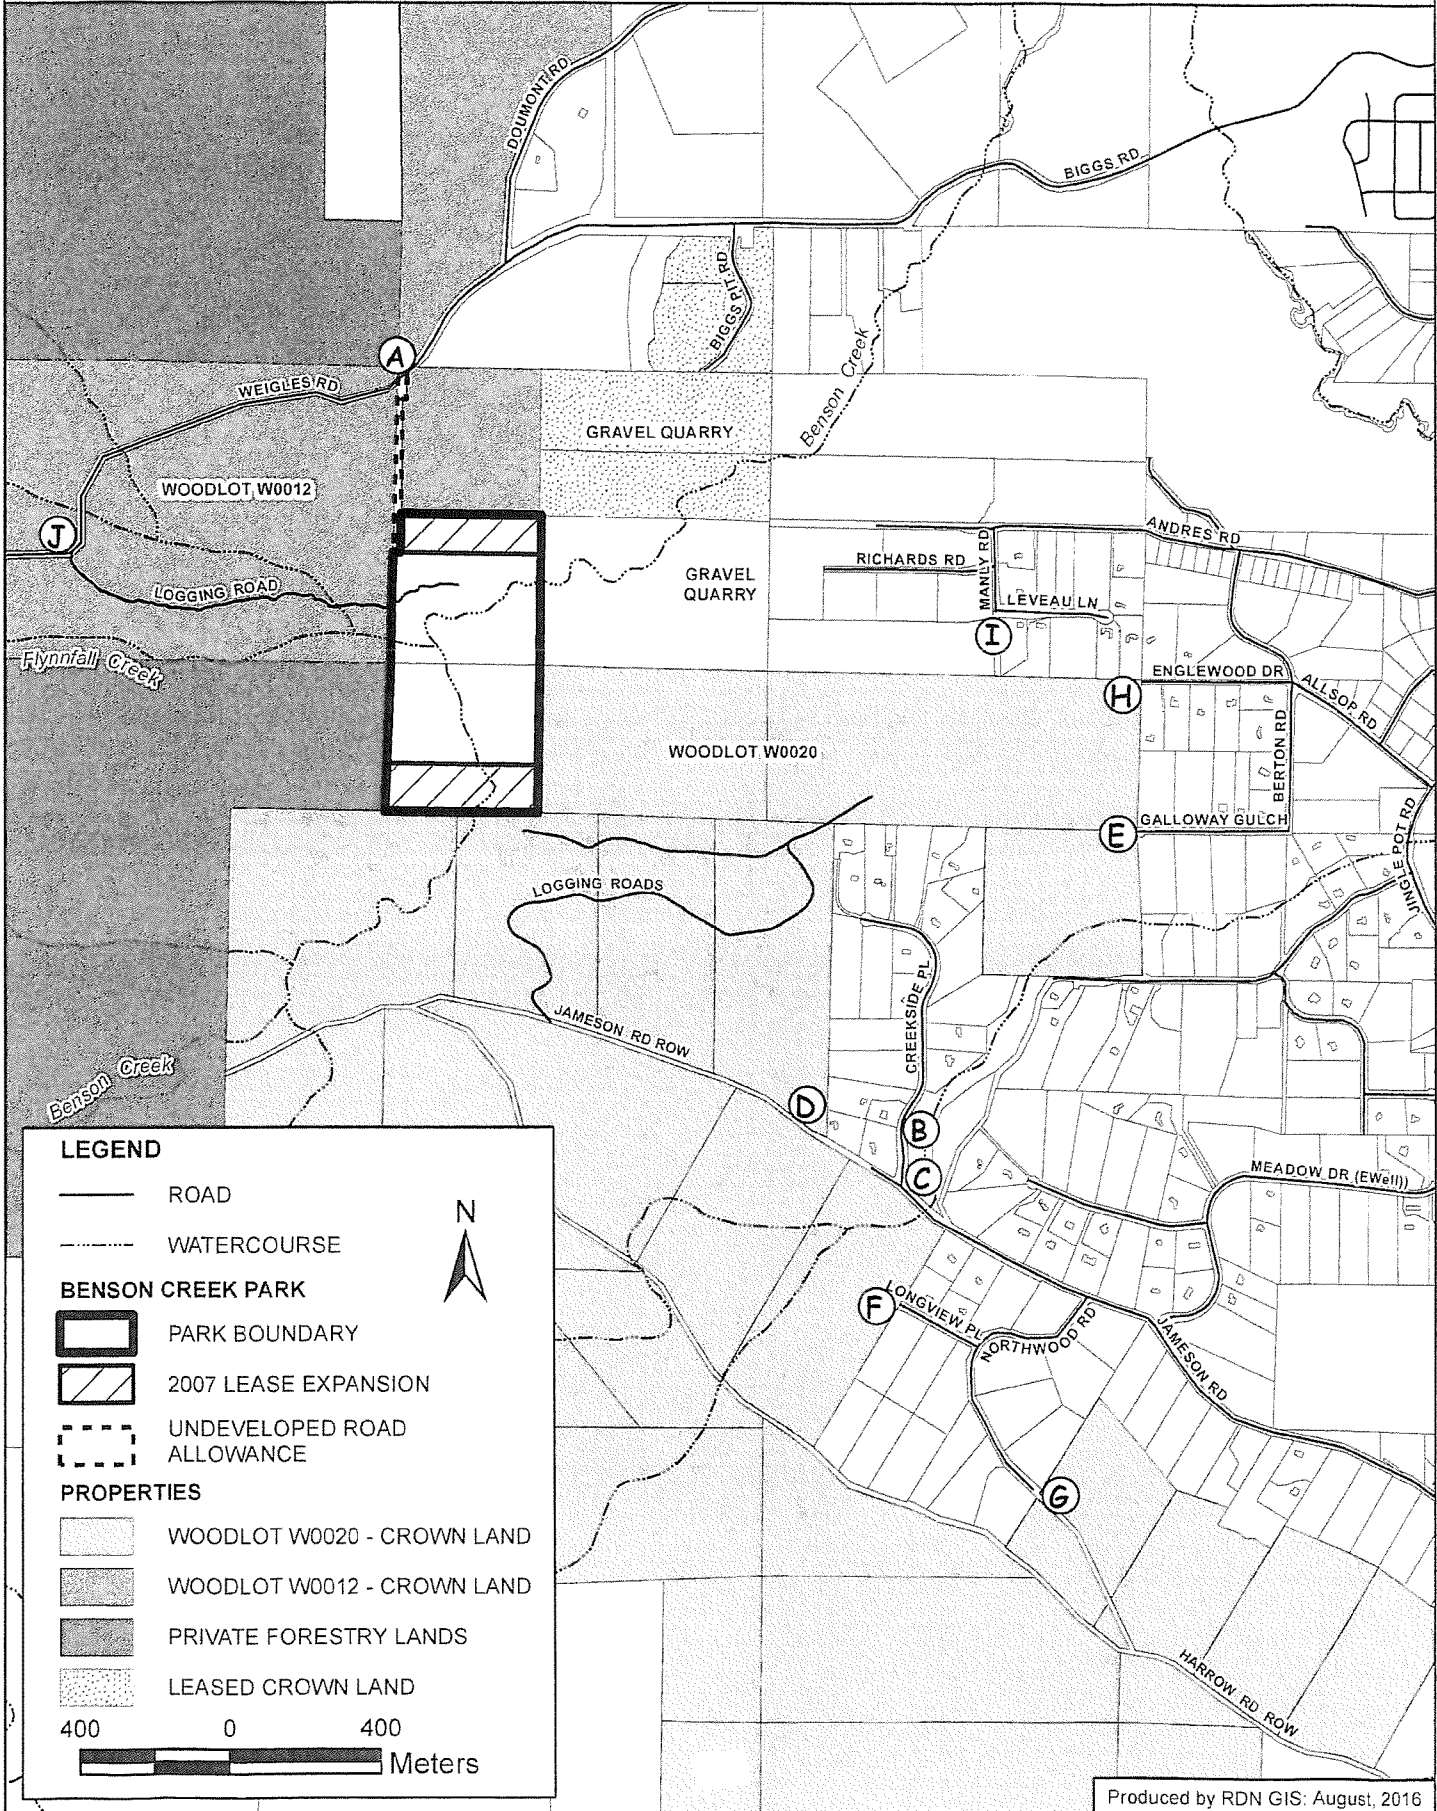 DOUMONT RD
BIGGS RD
BIGGS PIT RD
Benson Creek
A
WEIGLES RD
GRAVEL QUARRY
WOODLOT W0012
J
ANDRES RD
RICHARDS RD
MANLY RD
GRAVEL
QUARRY
LOGGING ROAD
LEVEAU LN
I
Flynnfall Creek
ENGLEWOOD DR
H
ALLSOP RD
WOODLOT W0020
BERTON RD
E
GALLOWAY GULCH
JINGLE POT RD
LOGGING ROADS
CREEKSIDE PL
JAMESON RD ROW
Benson Creek
D
B
C
MEADOW DR (EWell))
F
LONGVIEW PL
NORTHWOOD RD
JAMESON RD
G
HARROW RD ROW
LEGEND
ROAD
N
WATERCOURSE
BENSON CREEK PARK
PARK BOUNDARY
2007 LEASE EXPANSION
UNDEVELOPED ROAD
ALLOWANCE
PROPERTIES
WOODLOT W0020 - CROWN LAND
WOODLOT W0012 - CROWN LAND
PRIVATE FORESTRY LANDS
LEASED CROWN LAND
400 0 400
Meters
Produced by RDN GIS: August, 2016